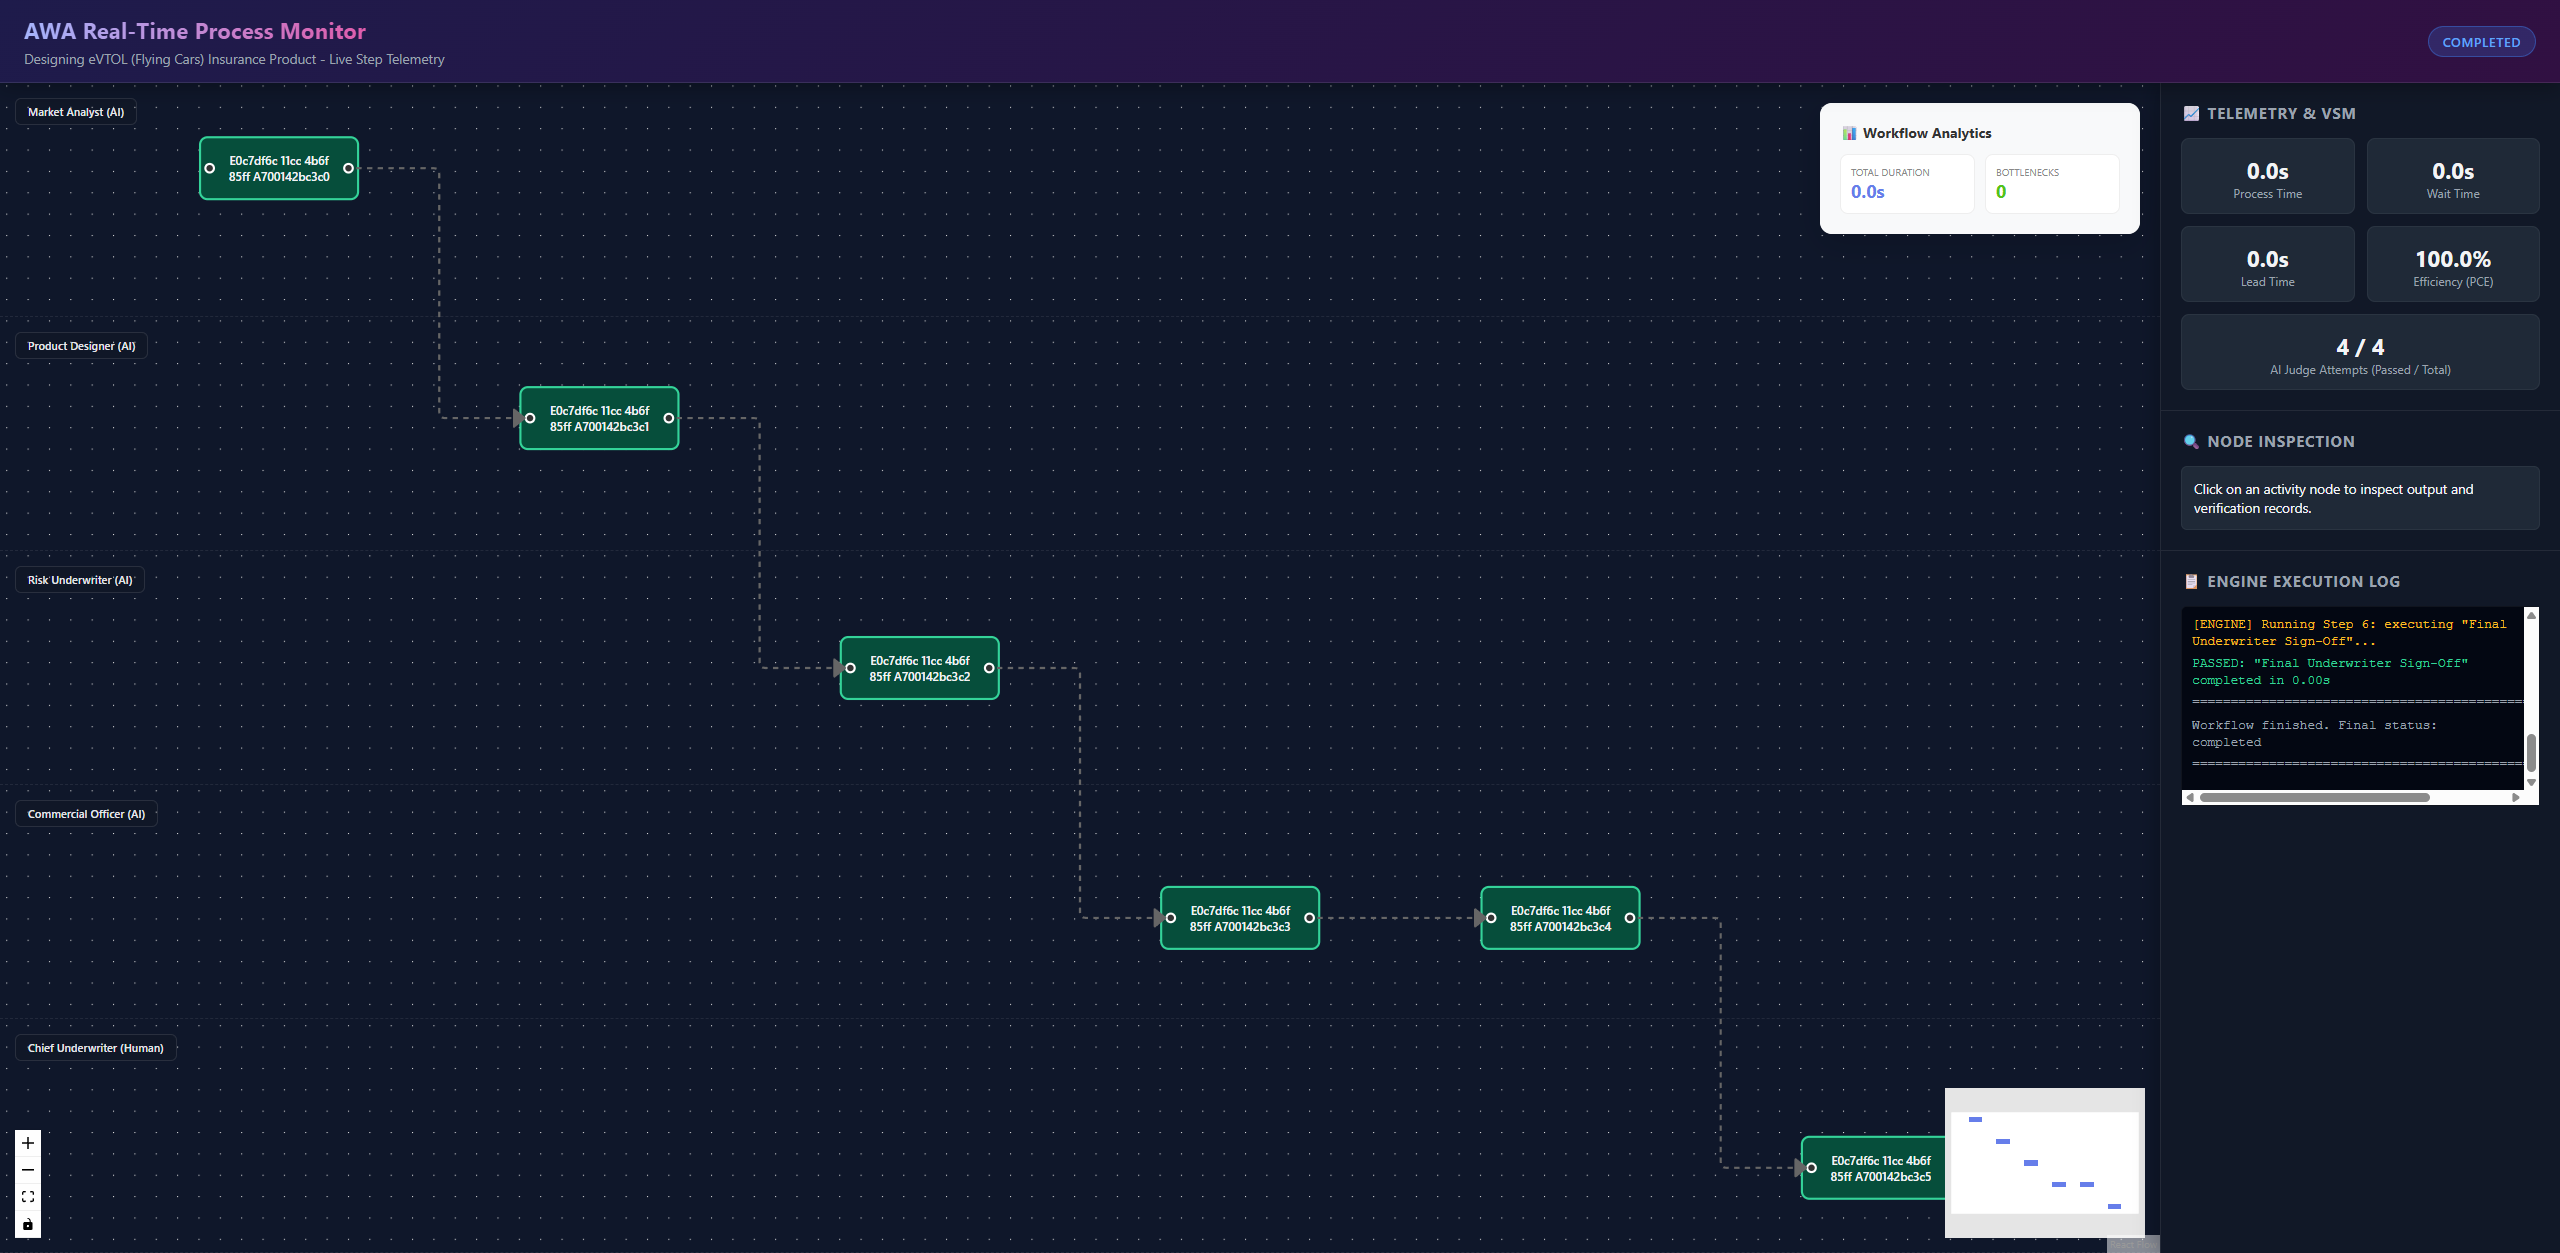 AWA Real-Time Process Monitor
Designing eVTOL (Flying Cars) Insurance Product - Live Step Telemetry
COMPLETED
Market Analyst (AI)
E0c7df6c 11cc 4b6f
85ff A700142bc3c0
Product Designer (AI)
E0c7df6c 11cc 4b6f
85ff A700142bc3c1
Risk Underwriter (AI)
E0c7df6c 11cc 4b6f
85ff A700142bc3c2
Commercial Officer (AI)
E0c7df6c 11cc 4b6f
85ff A700142bc3c3
E0c7df6c 11cc 4b6f
85ff A700142bc3c4
Chief Underwriter (Human)
E0c7df6c 11cc 4b6f
85ff A700142bc3c5
Workflow Analytics
TOTAL DURATION
0.0s
BOTTLENECKS
0
TELEMETRY & VSM
0.0s
Process Time
0.0s
Wait Time
0.0s
Lead Time
100.0%
Efficiency (PCE)
4 / 4
AI Judge Attempts (Passed / Total)
NODE INSPECTION
Click on an activity node to inspect output and
verification records.
ENGINE EXECUTION LOG
[ENGINE] Running Step 6: executing "Final
Underwriter Sign-Off"...
PASSED: "Final Underwriter Sign-Off"
completed in 0.00s
============================================
Workflow finished. Final status:
completed
============================================